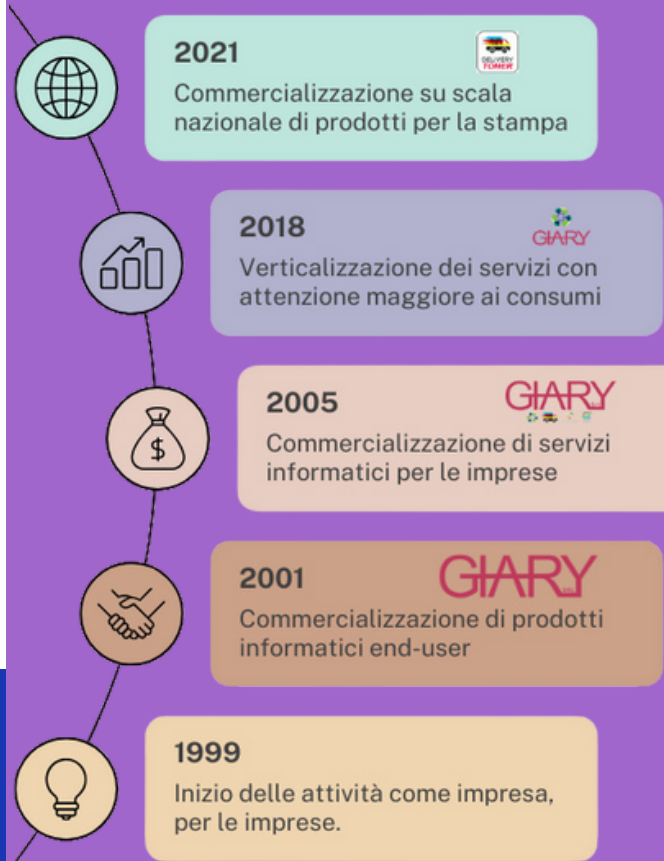 2021
DELIVERY
TONER
Commercializzazione su scala
nazionale di prodotti per la stampa
2018
GIARY
Verticalizzazione dei servizi con
attenzione maggiore ai consumi
2005
GIARY
Commercializzazione di servizi
informatici per le imprese
$
2001
GIARY
Commercializzazione di prodotti
informatici end-user
1999
Inizio delle attività come impresa,
per le imprese.